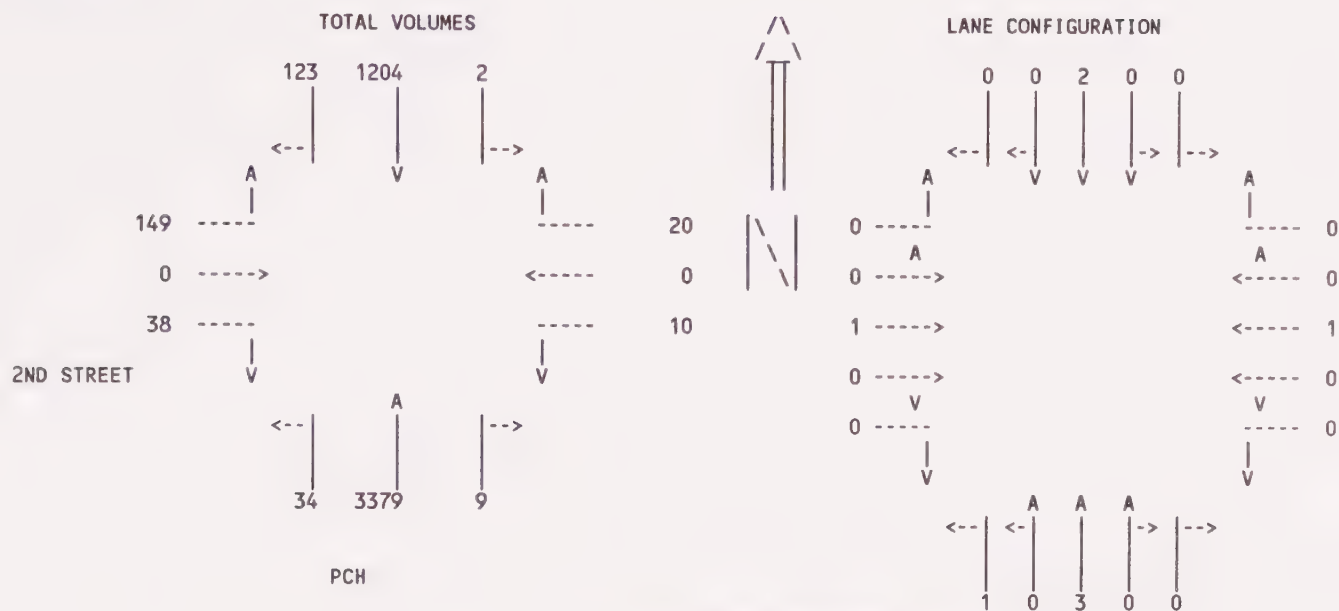 TOTAL VOLUMES
LANE CONFIGURATION
123 1204 2
0 0 2 0 0
<-- -->
<-- <-- --> -->
A V A
A V V V A
149 ----- ----- 20
0 ----- ----- 0
A A
0 -----> <----- 0
N
0 -----> <----- 0
38 ----- ----- 10
1 -----> <----- 1
2ND STREET
V V
0 -----> <----- 0
A
V V
<-- -->
0 ----- ----- 0
V V
34 3379 9
A A A
<-- <-- --> -->
PCH
1 0 3 0 0